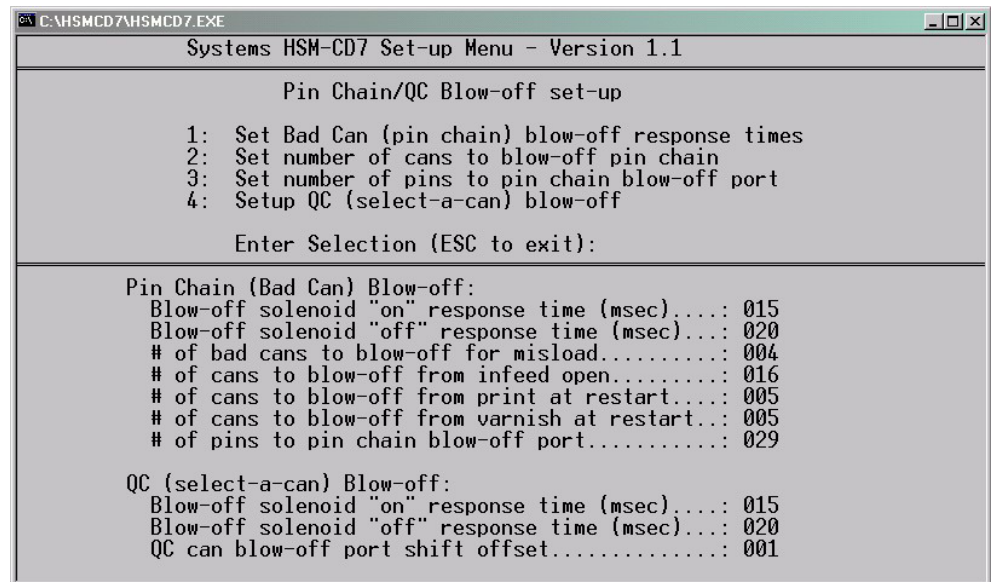 C:\HSMCD7\HSMCD7.EXE
Systems HSM-CD7 Set-up Menu - Version 1.1
Pin Chain/QC Blow-off set-up
1: Set Bad Can (pin chain) blow-off response times
2: Set number of cans to blow-off pin chain
3: Set number of pins to pin chain blow-off port
4: Setup QC (select-a-can) blow-off
Enter Selection (ESC to exit):
Pin Chain (Bad Can) Blow-off:
Blow-off solenoid "on" response time (msec)....: 015
Blow-off solenoid "off" response time (msec)...: 020
# of bad cans to blow-off for misload..........: 004
# of cans to blow-off from infeed open.........: 016
# of cans to blow-off from print at restart....: 005
# of cans to blow-off from varnish at restart..: 005
# of pins to pin chain blow-off port...........: 029
QC (select-a-can) Blow-off:
Blow-off solenoid "on" response time (msec)....: 015
Blow-off solenoid "off" response time (msec)...: 020
QC can blow-off port shift offset..............: 001